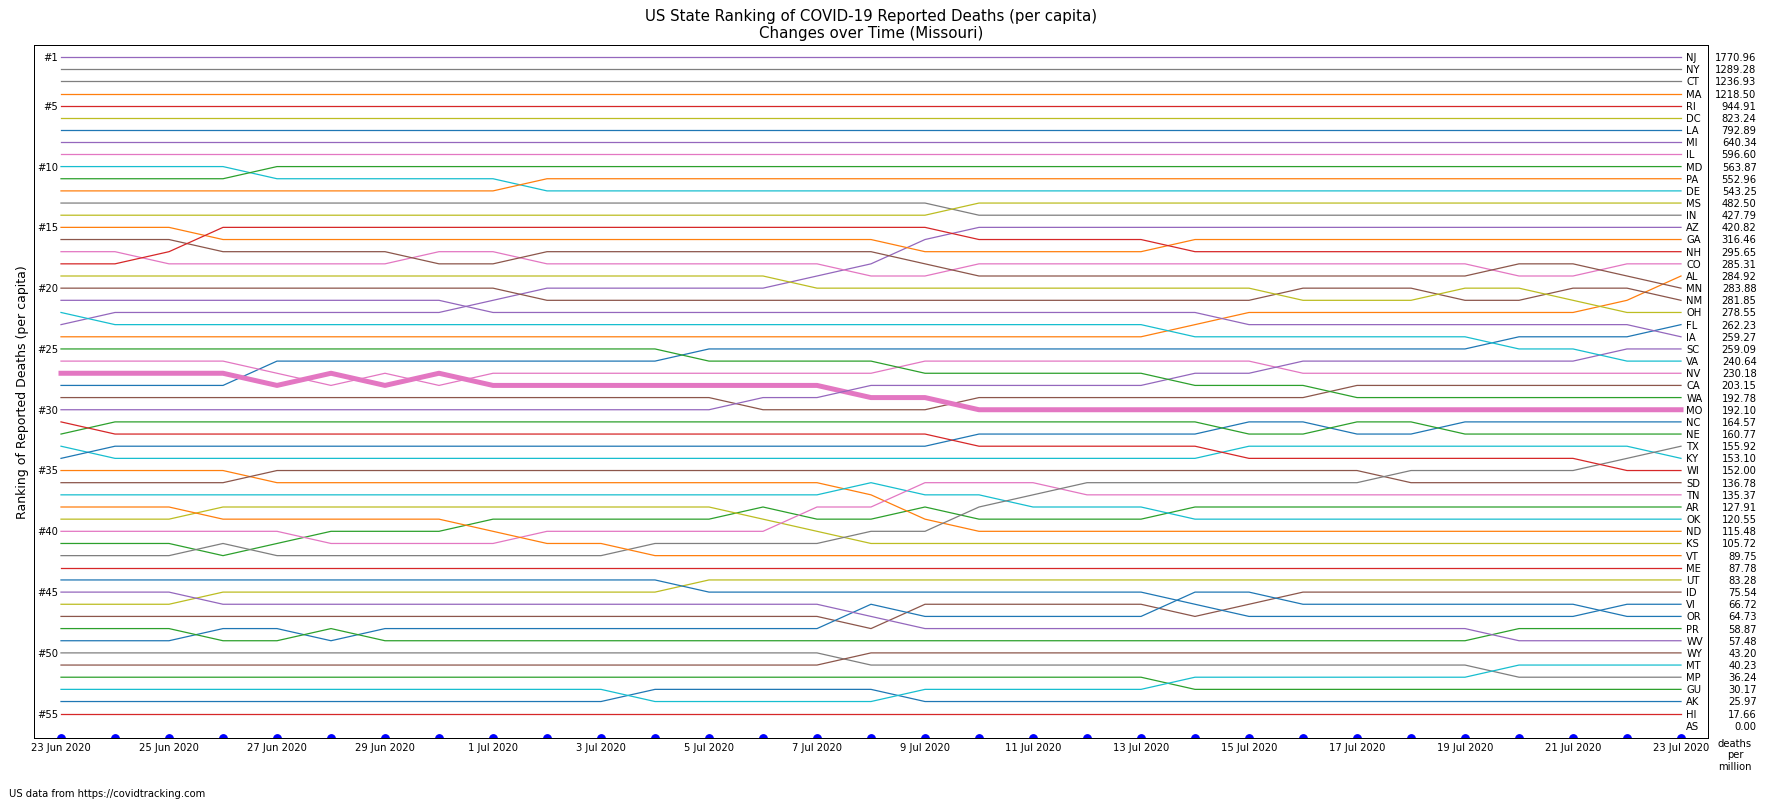 US State Ranking of COVID-19 Reported Deaths (per capita)
Changes over Time (Missouri)
Ranking of Reported Deaths (per capita)
#1
#5
#10
#15
#20
#25
#30
#35
#40
#45
#50
#55
NJ 1770.96
NY 1289.28
CT 1236.93
MA 1218.50
RI 944.91
DC 823.24
LA 792.89
MI 640.34
IL 596.60
MD 563.87
PA 552.96
DE 543.25
MS 482.50
IN 427.79
AZ 420.82
GA 316.46
NH 295.65
CO 285.31
AL 284.92
MN 283.88
NM 281.85
OH 278.55
FL 262.23
IA 259.27
SC 259.09
VA 240.64
NV 230.18
CA 203.15
WA 192.78
MO 192.10
NC 164.57
NE 160.77
TX 155.92
KY 153.10
WI 152.00
SD 136.78
TN 135.37
AR 127.91
OK 120.55
ND 115.48
KS 105.72
VT 89.75
ME 87.78
UT 83.28
ID 75.54
VI 66.72
OR 64.73
PR 58.87
WV 57.48
WY 43.20
MT 40.23
MP 36.24
GU 30.17
AK 25.97
HI 17.66
AS 0.00
23 Jun 2020 25 Jun 2020 27 Jun 2020 29 Jun 2020 1 Jul 2020 3 Jul 2020 5 Jul 2020 7 Jul 2020 9 Jul 2020 11 Jul 2020 13 Jul 2020 15 Jul 2020 17 Jul 2020 19 Jul 2020 21 Jul 2020 23 Jul 2020
deaths
per
million
US data from https://covidtracking.com